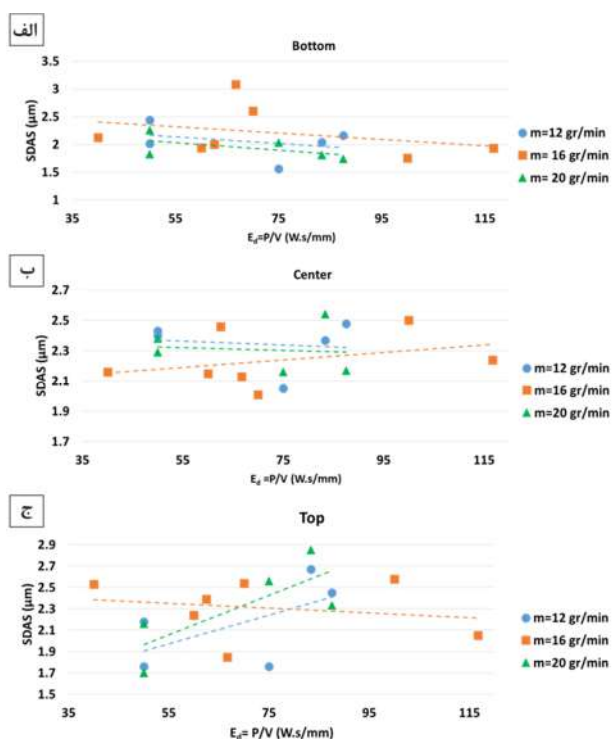 الف
Bottom
3.5
3
2.5
2
1.5
1
SDAS (µm)
35 55 75 95 115
E_d=P/V (W.s/mm)
m=12 gr/min
m= 16 gr/min
m=20 gr/min
ب
Center
2.7
2.5
2.3
2.1
1.9
1.7
SDAS (µm)
35 55 75 95 115
E_d =P/V (W.s/mm)
m=12 gr/min
m=16 gr/min
m=20 gr/min
ج
Top
2.9
2.7
2.5
2.3
2.1
1.9
1.7
1.5
SDAS (µm)
35 55 75 95 115
E_d= P/V (W.s/mm)
m=12 gr/min
m=16 gr/min
m=20 gr/min